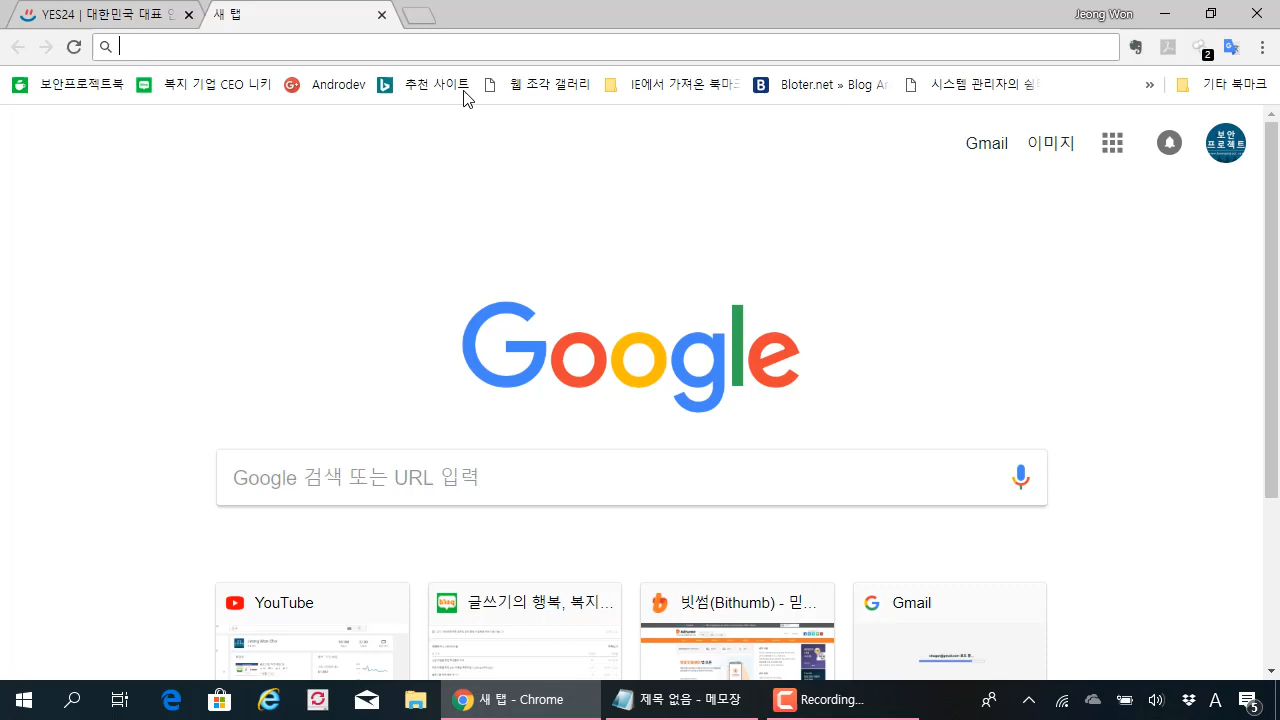 YES24 | 대한민국 대표 인
새 탭
Jeong Won
2
보안프로젝트북
복지 기업 CEO 니키
Androdev
추천 사이트
웹 조각 갤러리
IE에서 가져온 북마크
Bloter.net » Blog Ar
시스템 관리자의 쉼
»
기타 북마크
Gmail
이미지
보안
프로젝트
Google
Google 검색 또는 URL 입력
YouTube
글쓰기의 행복, 복지...
빗썸(Bithumb) - 믿...
Gmail
새 탭 - Chrome
제목 없음 - 메모장
Recording...
A
5